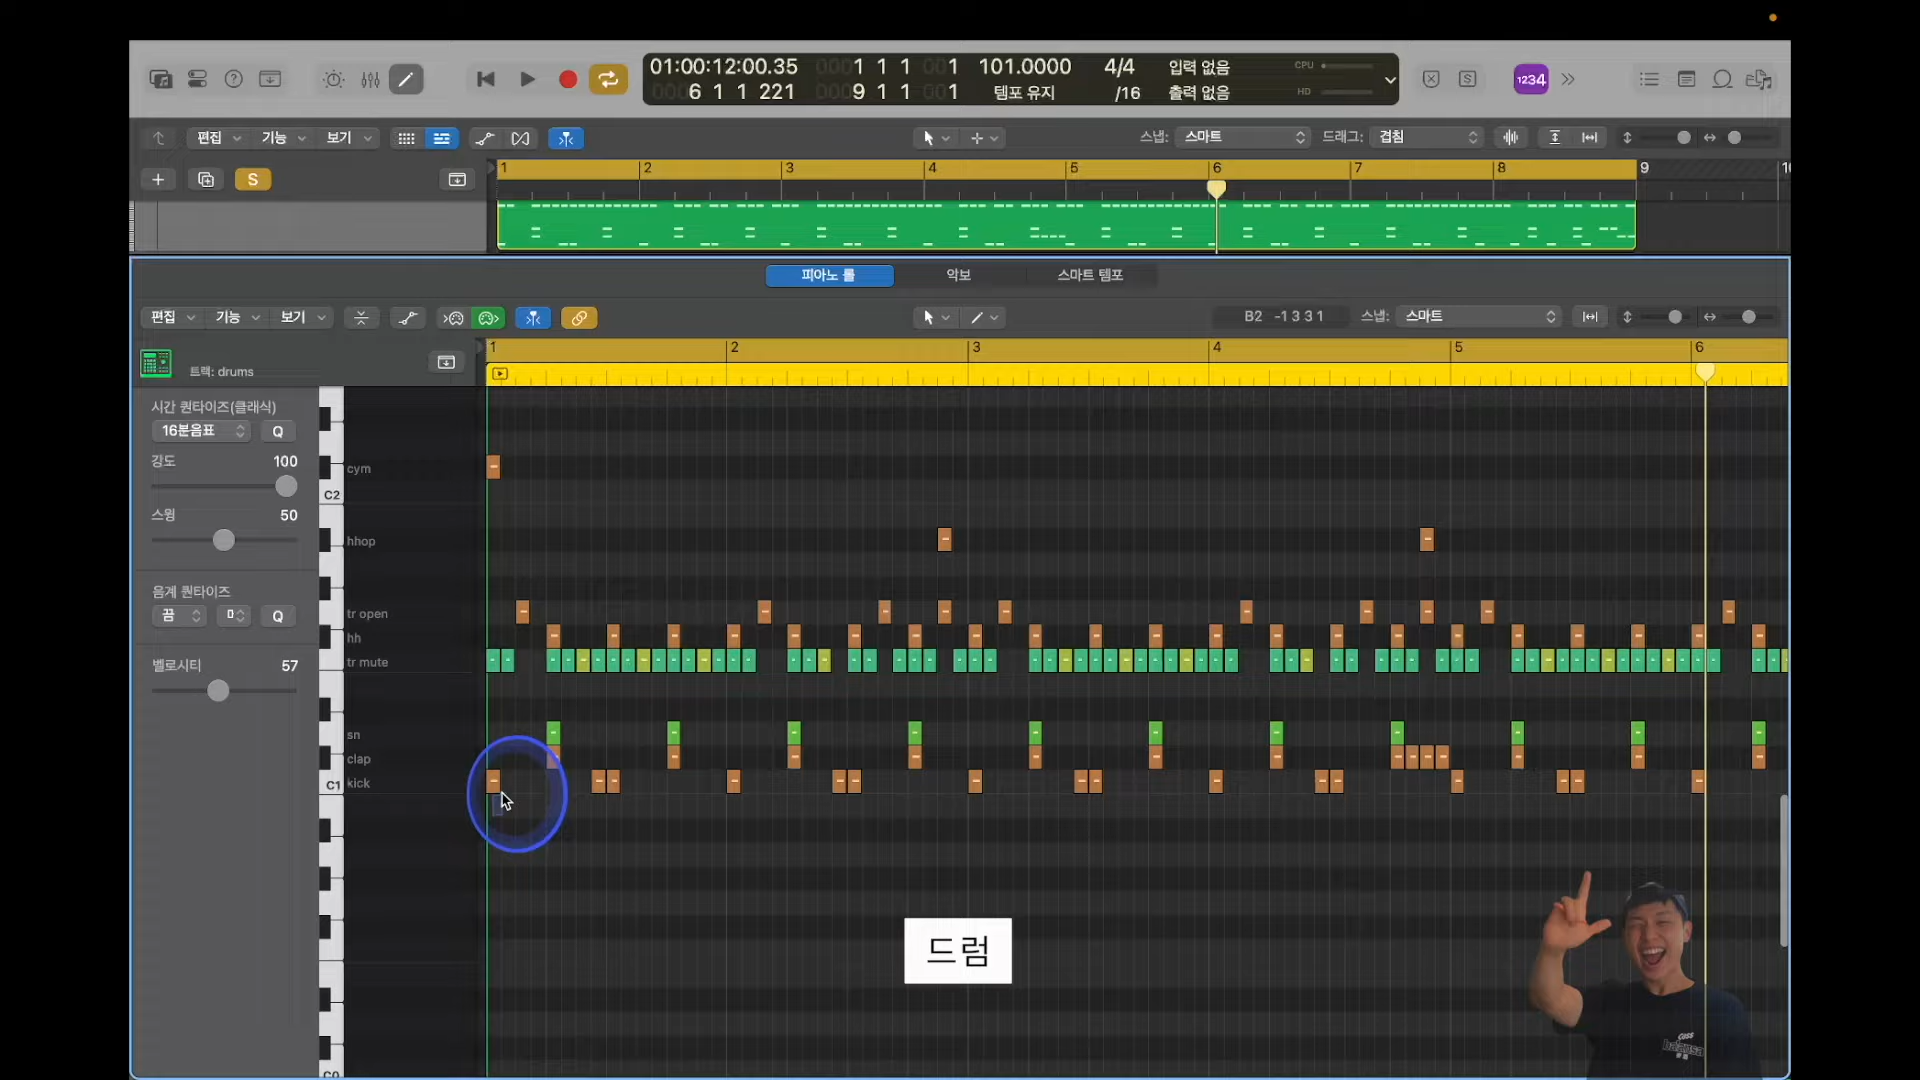 01:00:12:00.35 0001 1 1 001 101.0000 4/4 입력 없음 CPU
0006 1 1 221 0009 1 1 001 템포 유지 /16 출력 없음 HD
1234
편집 기능 보기 스냅: 스마트 드래그: 겹침
S 1 2 3 4 5 6 7 8 9
피아노 롤 악보 스마트 템포
편집 기능 보기 B2 -1 3 3 1 스냅: 스마트
1 2 3 4 5 6
트랙: drums
시간 퀀타이즈(클래식)
16분음표 Q
강도 100
스윙 50
음계 퀀타이즈
끔 Q
벨로시티 57
cym
C2
hhop
tr open
hh
tr mute
sn
clap
C1 kick
드럼
C0